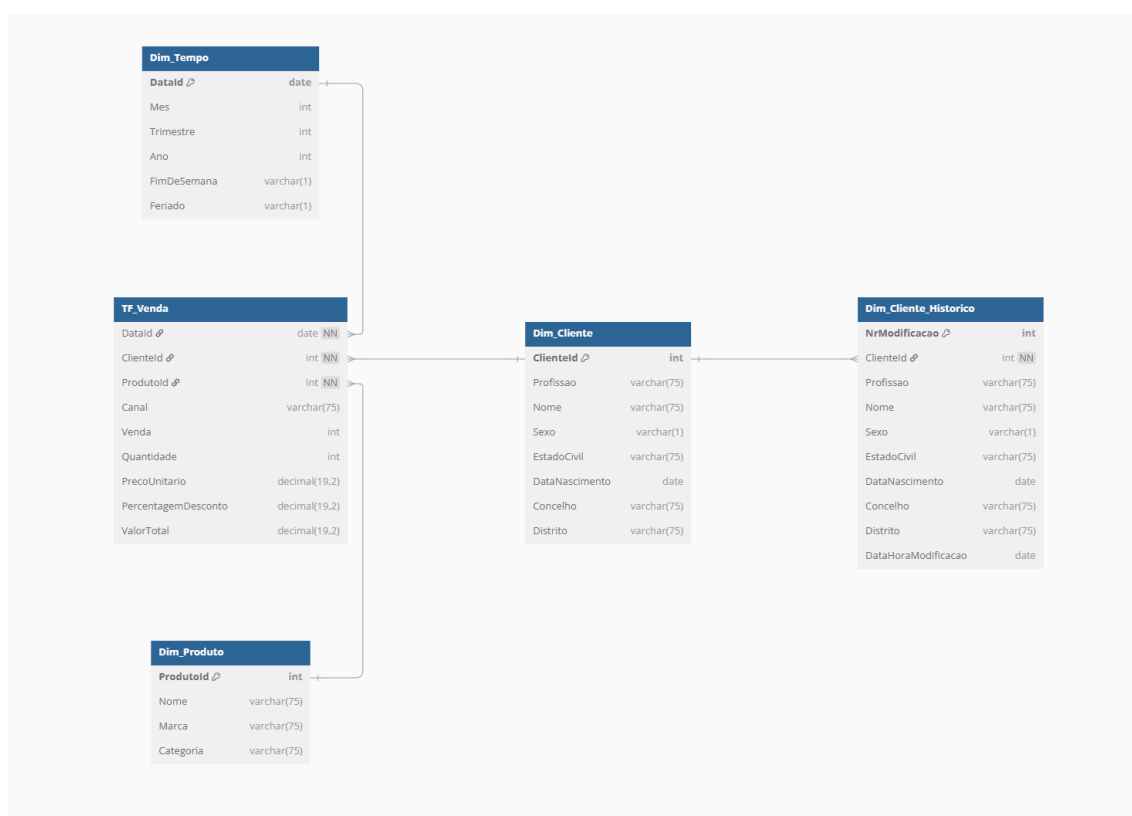 Dim_Tempo
DataId date
Mes int
Trimestre int
Ano int
FimDeSemana varchar(1)
Feriado varchar(1)
TF_Venda
DataId date NN
ClienteId int NN
ProdutoId int NN
Canal varchar(75)
Venda int
Quantidade int
PrecoUnitario decimal(19,2)
PercentagemDesconto decimal(19,2)
ValorTotal decimal(19,2)
Dim_Cliente
ClienteId int
Profissao varchar(75)
Nome varchar(75)
Sexo varchar(1)
EstadoCivil varchar(75)
DataNascimento date
Concelho varchar(75)
Distrito varchar(75)
Dim_Cliente_Historico
NrModificacao int
ClienteId int NN
Profissao varchar(75)
Nome varchar(75)
Sexo varchar(1)
EstadoCivil varchar(75)
DataNascimento date
Concelho varchar(75)
Distrito varchar(75)
DataHoraModificacao date
Dim_Produto
ProdutoId int
Nome varchar(75)
Marca varchar(75)
Categoria varchar(75)